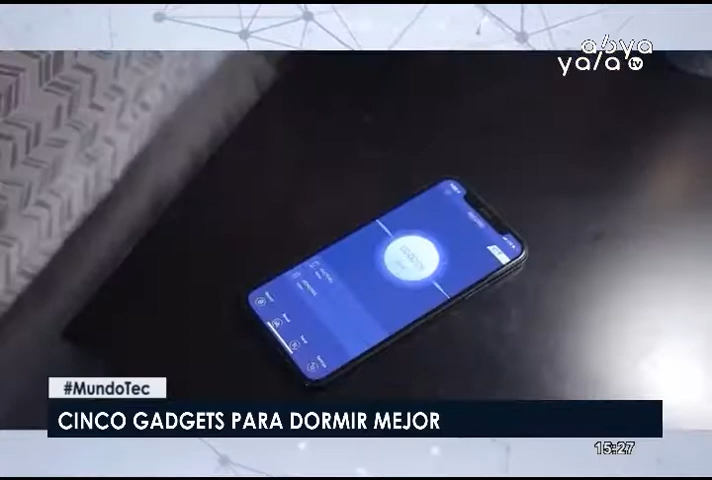 abya
yala tv
#MundoTec
CINCO GADGETS PARA DORMIR MEJOR
15:27